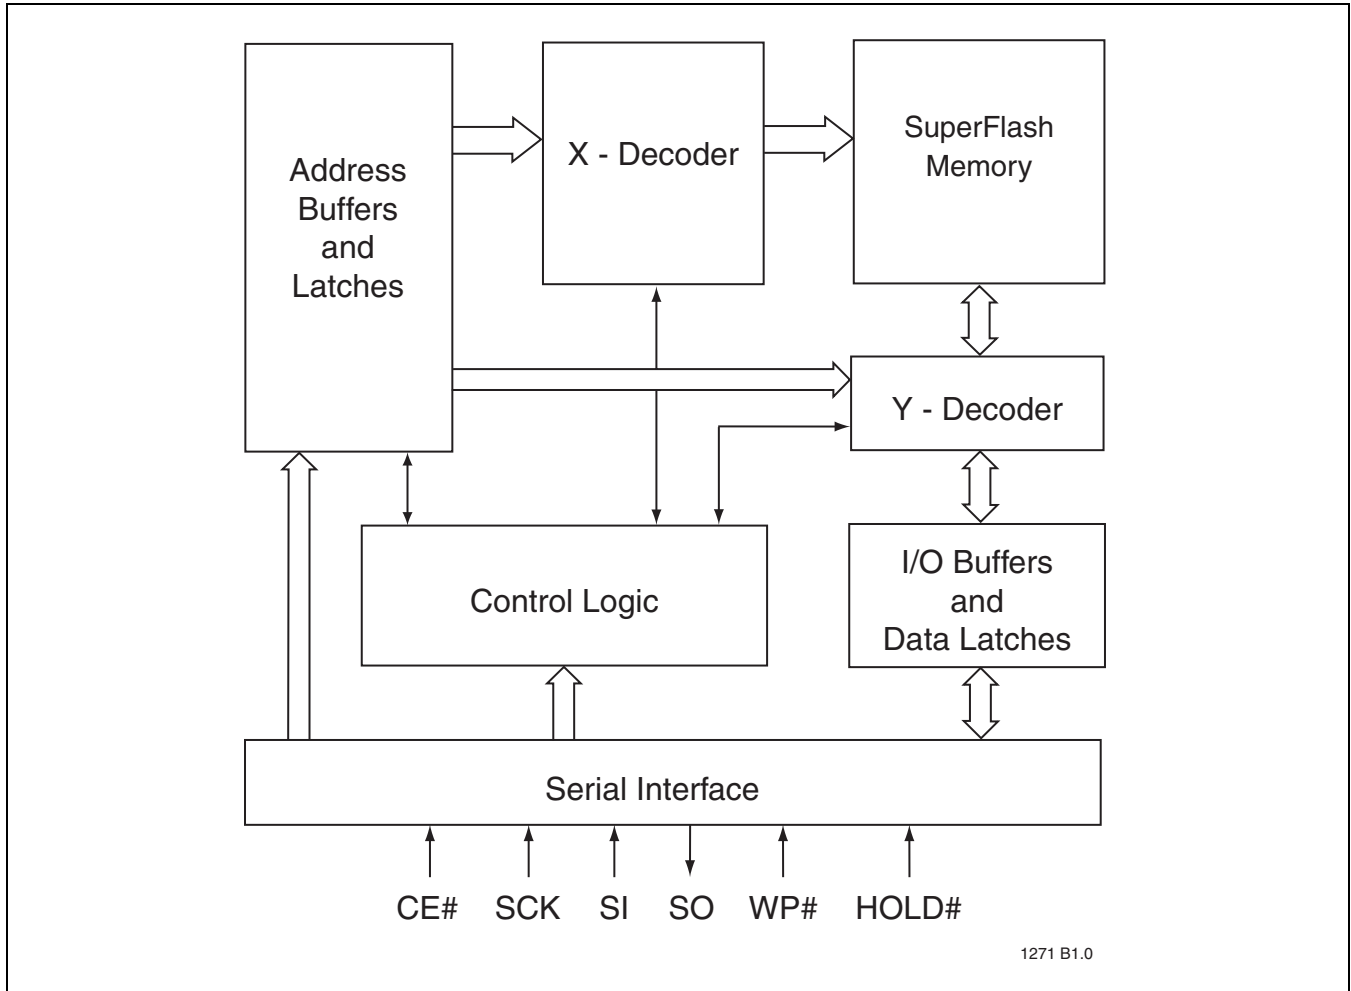 Address
Buffers
and
Latches
X - Decoder
SuperFlash
Memory
Y - Decoder
Control Logic
I/O Buffers
and
Data Latches
Serial Interface
CE# SCK SI SO WP# HOLD#
1271 B1.0